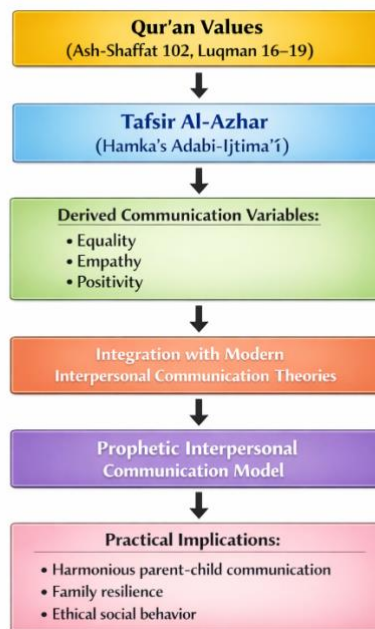 Qur'an Values
(Ash-Shaffat 102, Luqman 16–19)
Tafsir Al-Azhar
(Hamka's Adabi-Ijtima'ī)
Derived Communication Variables:
• Equality
• Empathy
• Positivity
Integration with Modern
Interpersonal Communication Theories
Prophetic Interpersonal
Communication Model
Practical Implications:
• Harmonious parent-child communication
• Family resilience
• Ethical social behavior